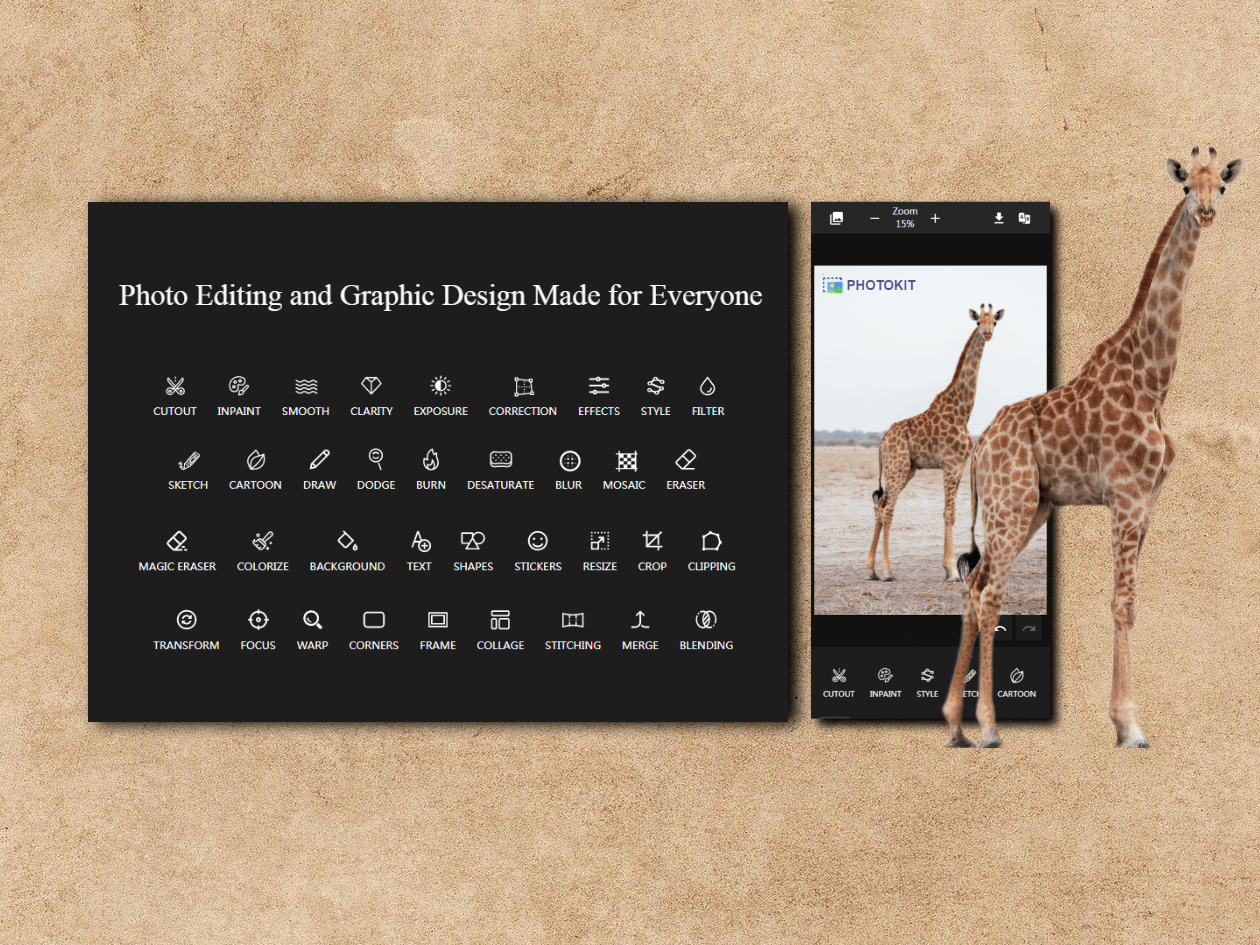 Photo Editing and Graphic Design Made for Everyone
CUTOUT INPAINT SMOOTH CLARITY EXPOSURE CORRECTION EFFECTS STYLE FILTER
SKETCH CARTOON DRAW DODGE BURN DESATURATE BLUR MOSAIC ERASER
MAGIC ERASER COLORIZE BACKGROUND TEXT SHAPES STICKERS RESIZE CROP CLIPPING
TRANSFORM FOCUS WARP CORNERS FRAME COLLAGE STITCHING MERGE BLENDING
Zoom
15%
PHOTOKIT
CUTOUT INPAINT STYLE ETCH CARTOON